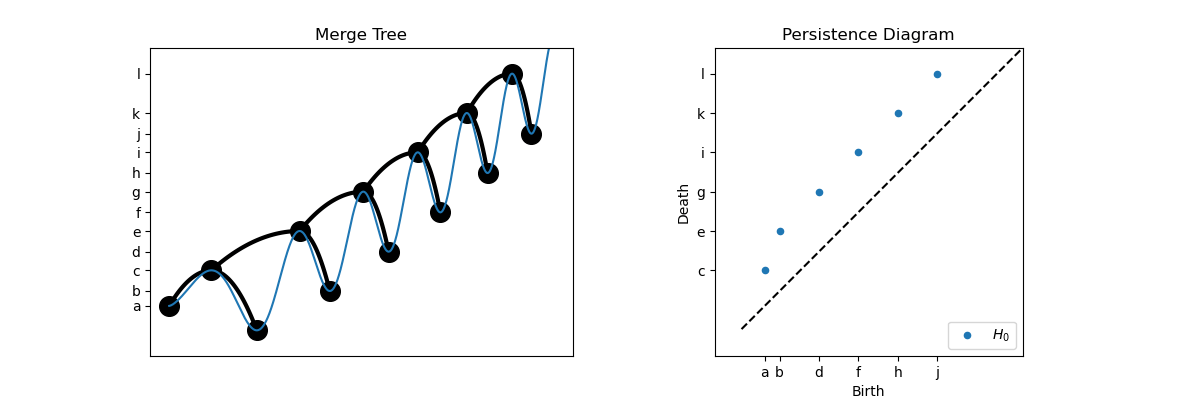 Merge Tree
l
k
j
i
h
g
f
e
d
c
b
a
Persistence Diagram
Death
l
k
i
g
e
c
H₀
a b d f h j
Birth